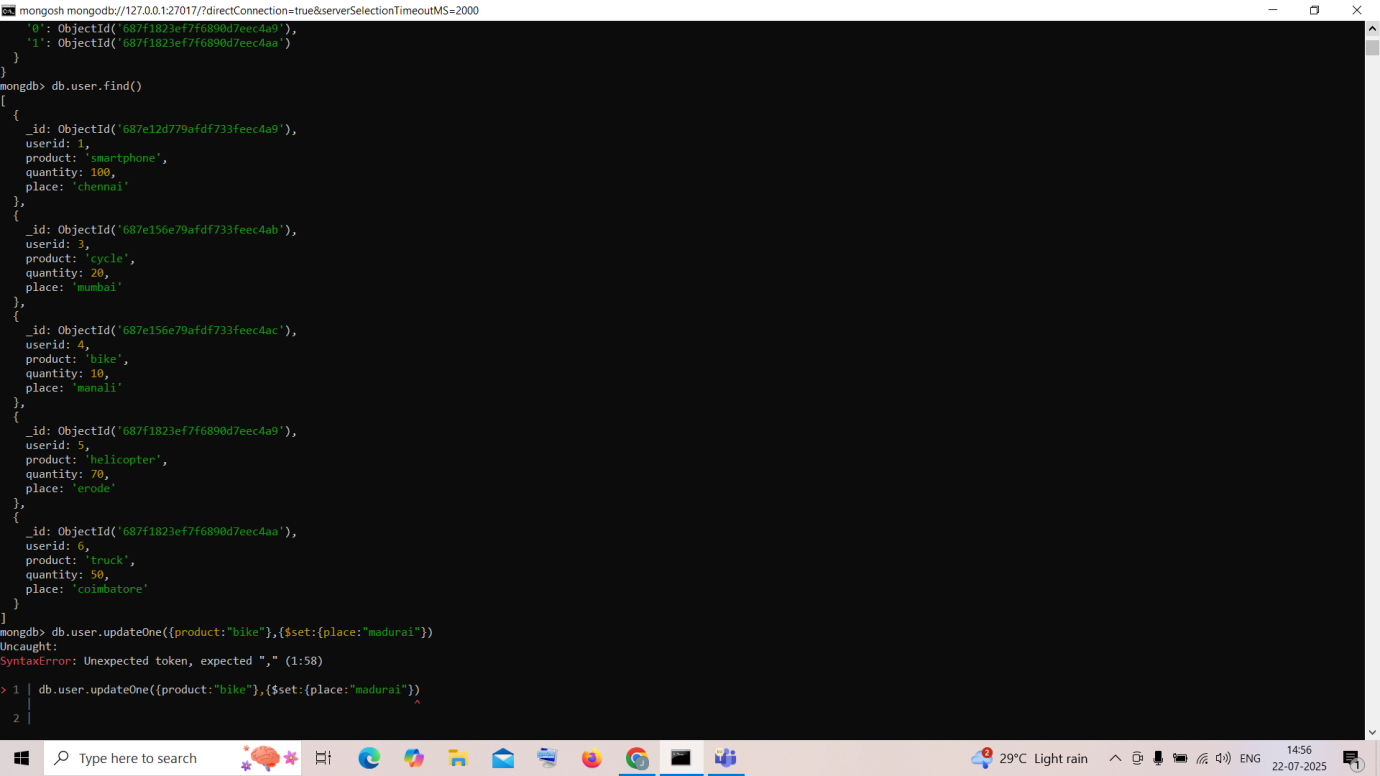 mongosh mongodb://127.0.0.1:27017/?directConnection=true&serverSelectionTimeoutMS=2000
'0': ObjectId('687f1823ef7f6890d7eec4a9'),
'1': ObjectId('687f1823ef7f6890d7eec4aa')
}
}
mongdb> db.user.find()
[
{
_id: ObjectId('687e12d779afdf733feec4a9'),
userid: 1,
product: 'smartphone',
quantity: 100,
place: 'chennai'
},
{
_id: ObjectId('687e156e79afdf733feec4ab'),
userid: 3,
product: 'cycle',
quantity: 20,
place: 'mumbai'
},
{
_id: ObjectId('687e156e79afdf733feec4ac'),
userid: 4,
product: 'bike',
quantity: 10,
place: 'manali'
},
{
_id: ObjectId('687f1823ef7f6890d7eec4a9'),
userid: 5,
product: 'helicopter',
quantity: 70,
place: 'erode'
},
{
_id: ObjectId('687f1823ef7f6890d7eec4aa'),
userid: 6,
product: 'truck',
quantity: 50,
place: 'coimbatore'
}
]
mongdb> db.user.updateOne({product:"bike"},{$set:{place:"madurai"})
Uncaught:
SyntaxError: Unexpected token, expected "," (1:58)
> 1 | db.user.updateOne({product:"bike"},{$set:{place:"madurai"})
| ^
2 |
Type here to search
2
29°C Light rain
ENG
14:56
22-07-2025
1